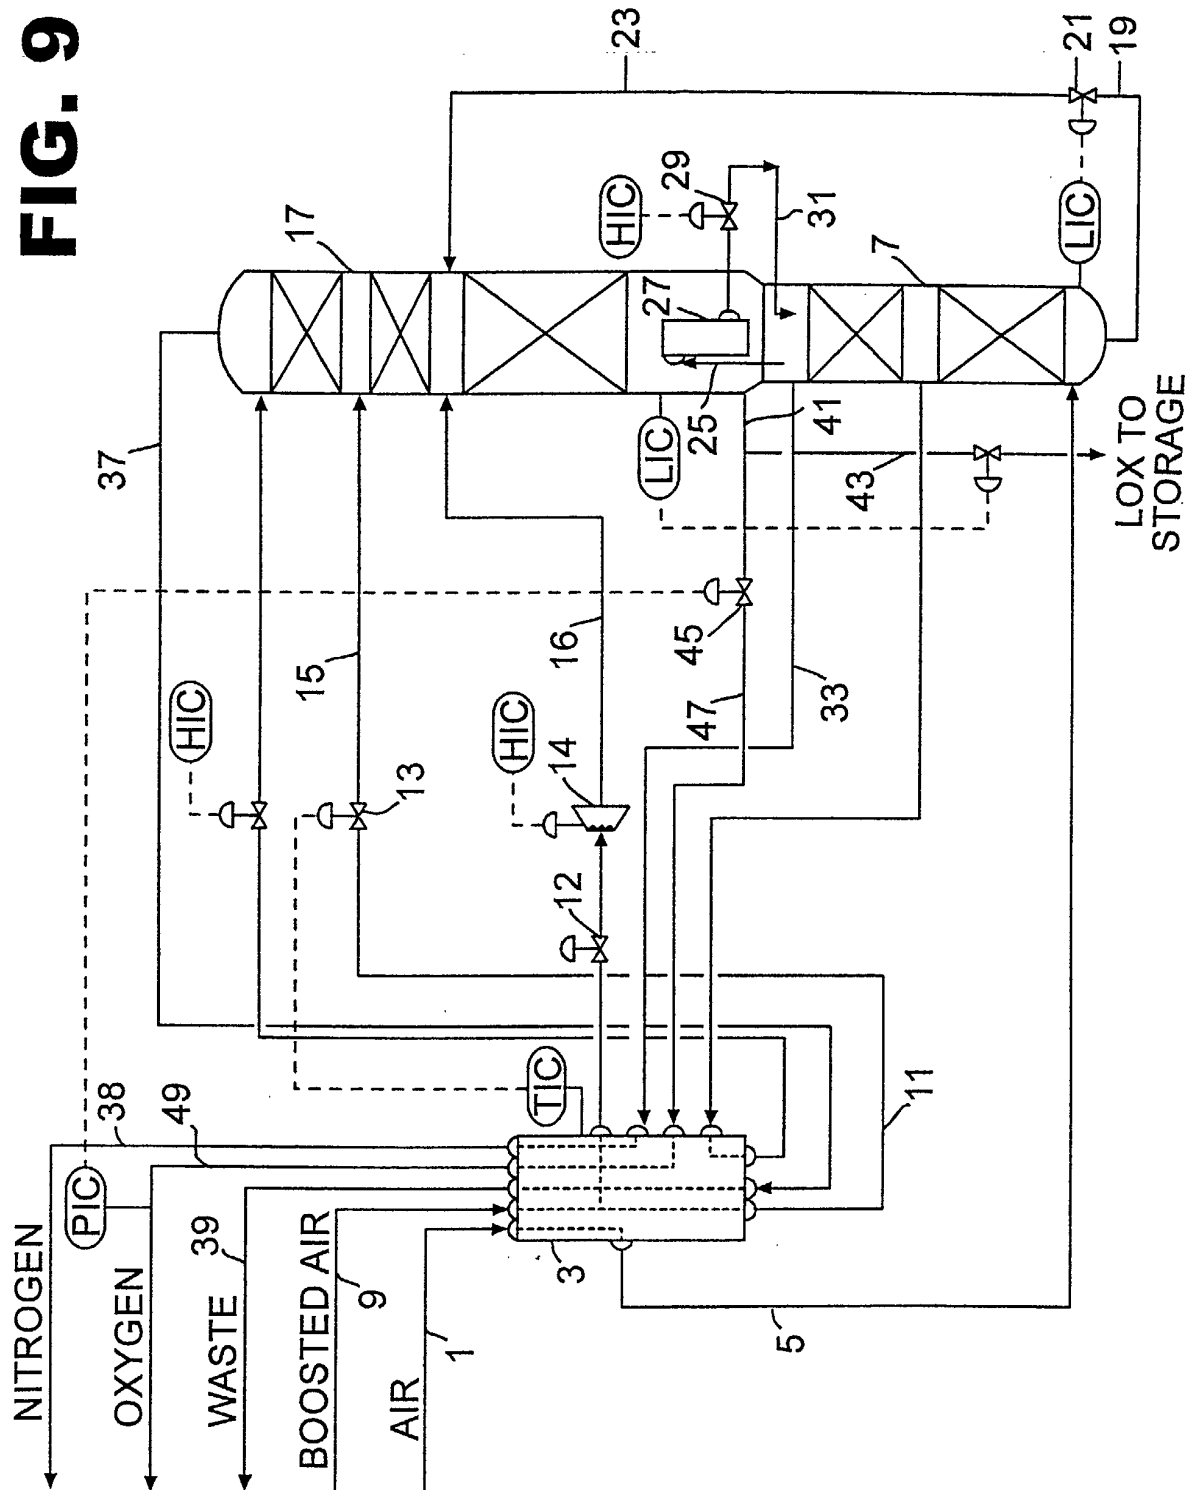 FIG. 9
NITROGEN
OXYGEN
WASTE
BOOSTED AIR
AIR
PIC
38
49
39
9
1
3
5
11
TIC
37
HIC
15
13
HIC
14
12
16
17
LIC
25
41
45
47
33
43
LOX TO
STORAGE
27
HIC
29
31
7
LIC
23
21
19